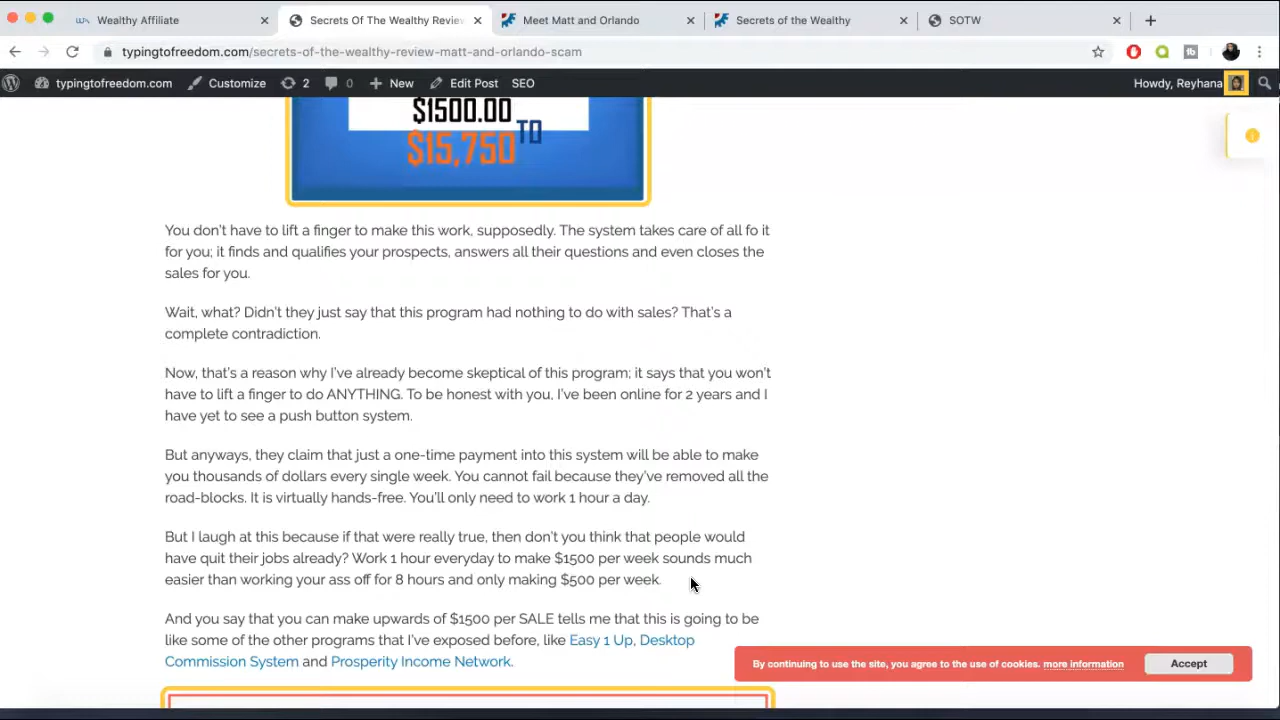 Wealthy Affiliate
Secrets Of The Wealthy Review
Meet Matt and Orlando
Secrets of the Wealthy
SOTW
typingtofreedom.com/secrets-of-the-wealthy-review-matt-and-orlando-scam
typingtofreedom.com
Customize
2
0
New
Edit Post
SEO
Howdy, Reyhana
$1500.00
TO
$15,750
You don't have to lift a finger to make this work, supposedly. The system takes care of all fo it
for you; it finds and qualifies your prospects, answers all their questions and even closes the
sales for you.
Wait, what? Didn't they just say that this program had nothing to do with sales? That's a
complete contradiction.
Now, that's a reason why I've already become skeptical of this program; it says that you won't
have to lift a finger to do ANYTHING. To be honest with you, I've been online for 2 years and I
have yet to see a push button system.
But anyways, they claim that just a one-time payment into this system will be able to make
you thousands of dollars every single week. You cannot fail because they've removed all the
road-blocks. It is virtually hands-free. You'll only need to work 1 hour a day.
But I laugh at this because if that were really true, then don't you think that people would
have quit their jobs already? Work 1 hour everyday to make $1500 per week sounds much
easier than working your ass off for 8 hours and only making $500 per week.
And you say that you can make upwards of $1500 per SALE tells me that this is going to be
like some of the other programs that I've exposed before, like Easy 1 Up, Desktop
Commission System and Prosperity Income Network.
By continuing to use the site, you agree to the use of cookies. more information
Accept